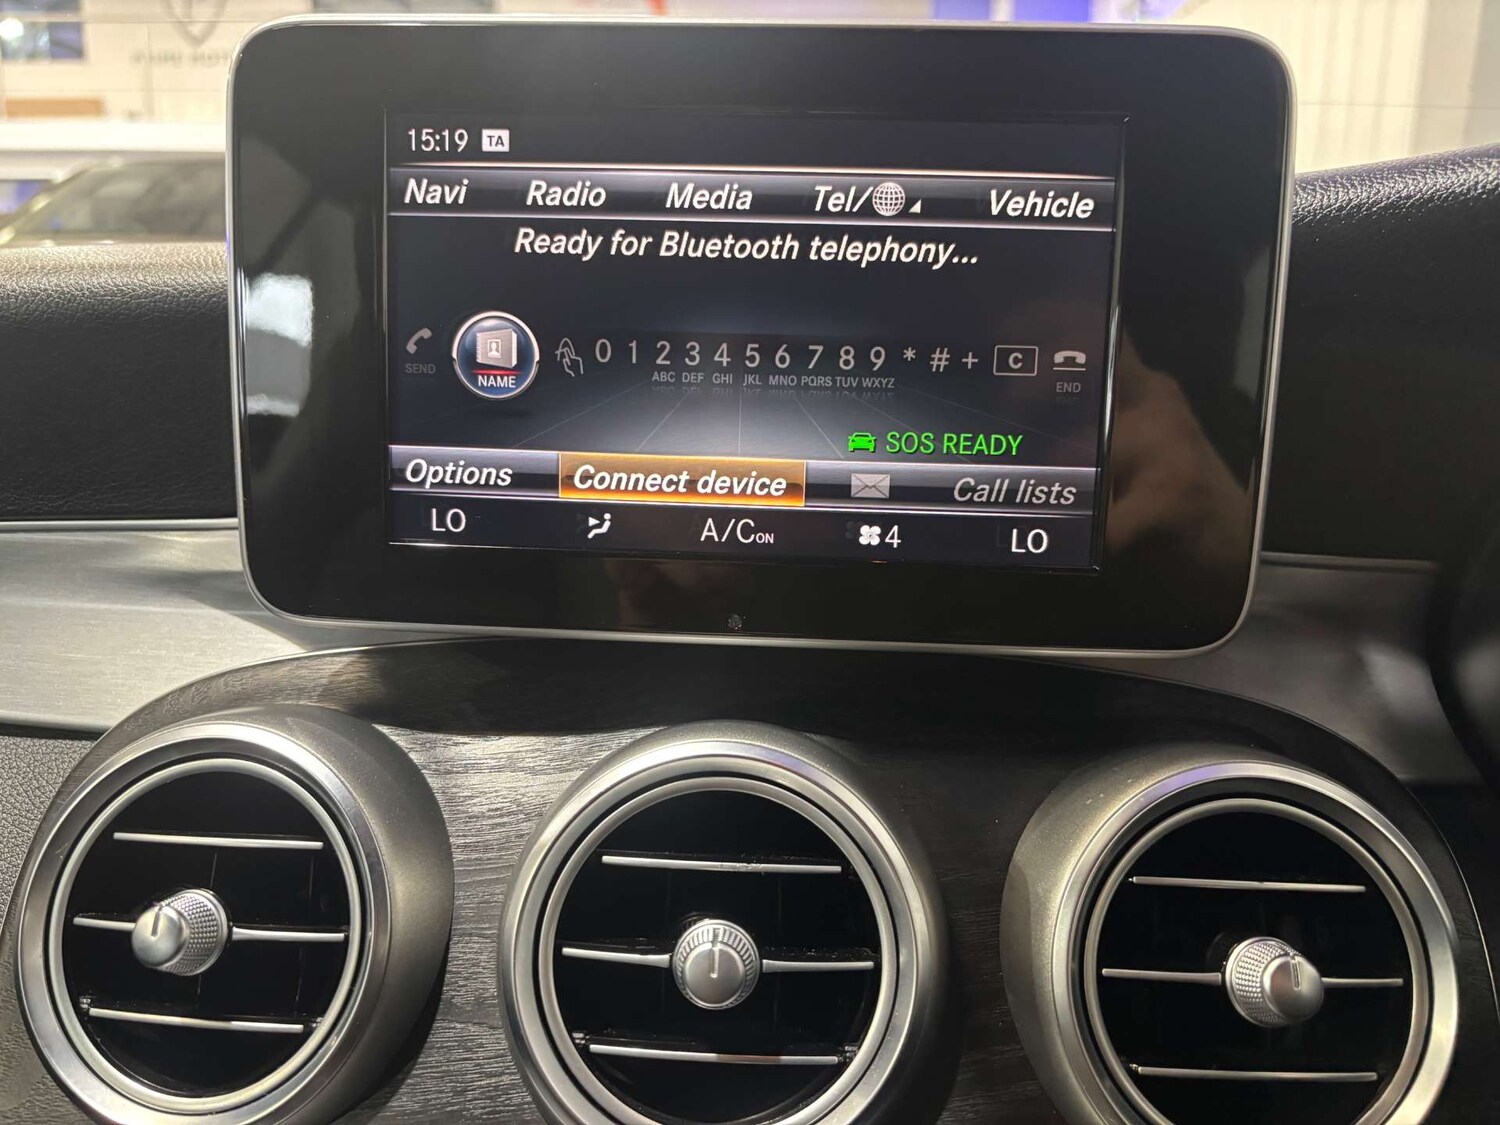 15:19 TA
Navi Radio Media Tel/ Vehicle
Ready for Bluetooth telephony...
SEND NAME 0 1 2 3 4 5 6 7 8 9 * # + C END
ABC DEF GHI JKL MNO PQRS TUV WXYZ
SOS READY
Options Connect device Call lists
LO A/C ON 4 LO